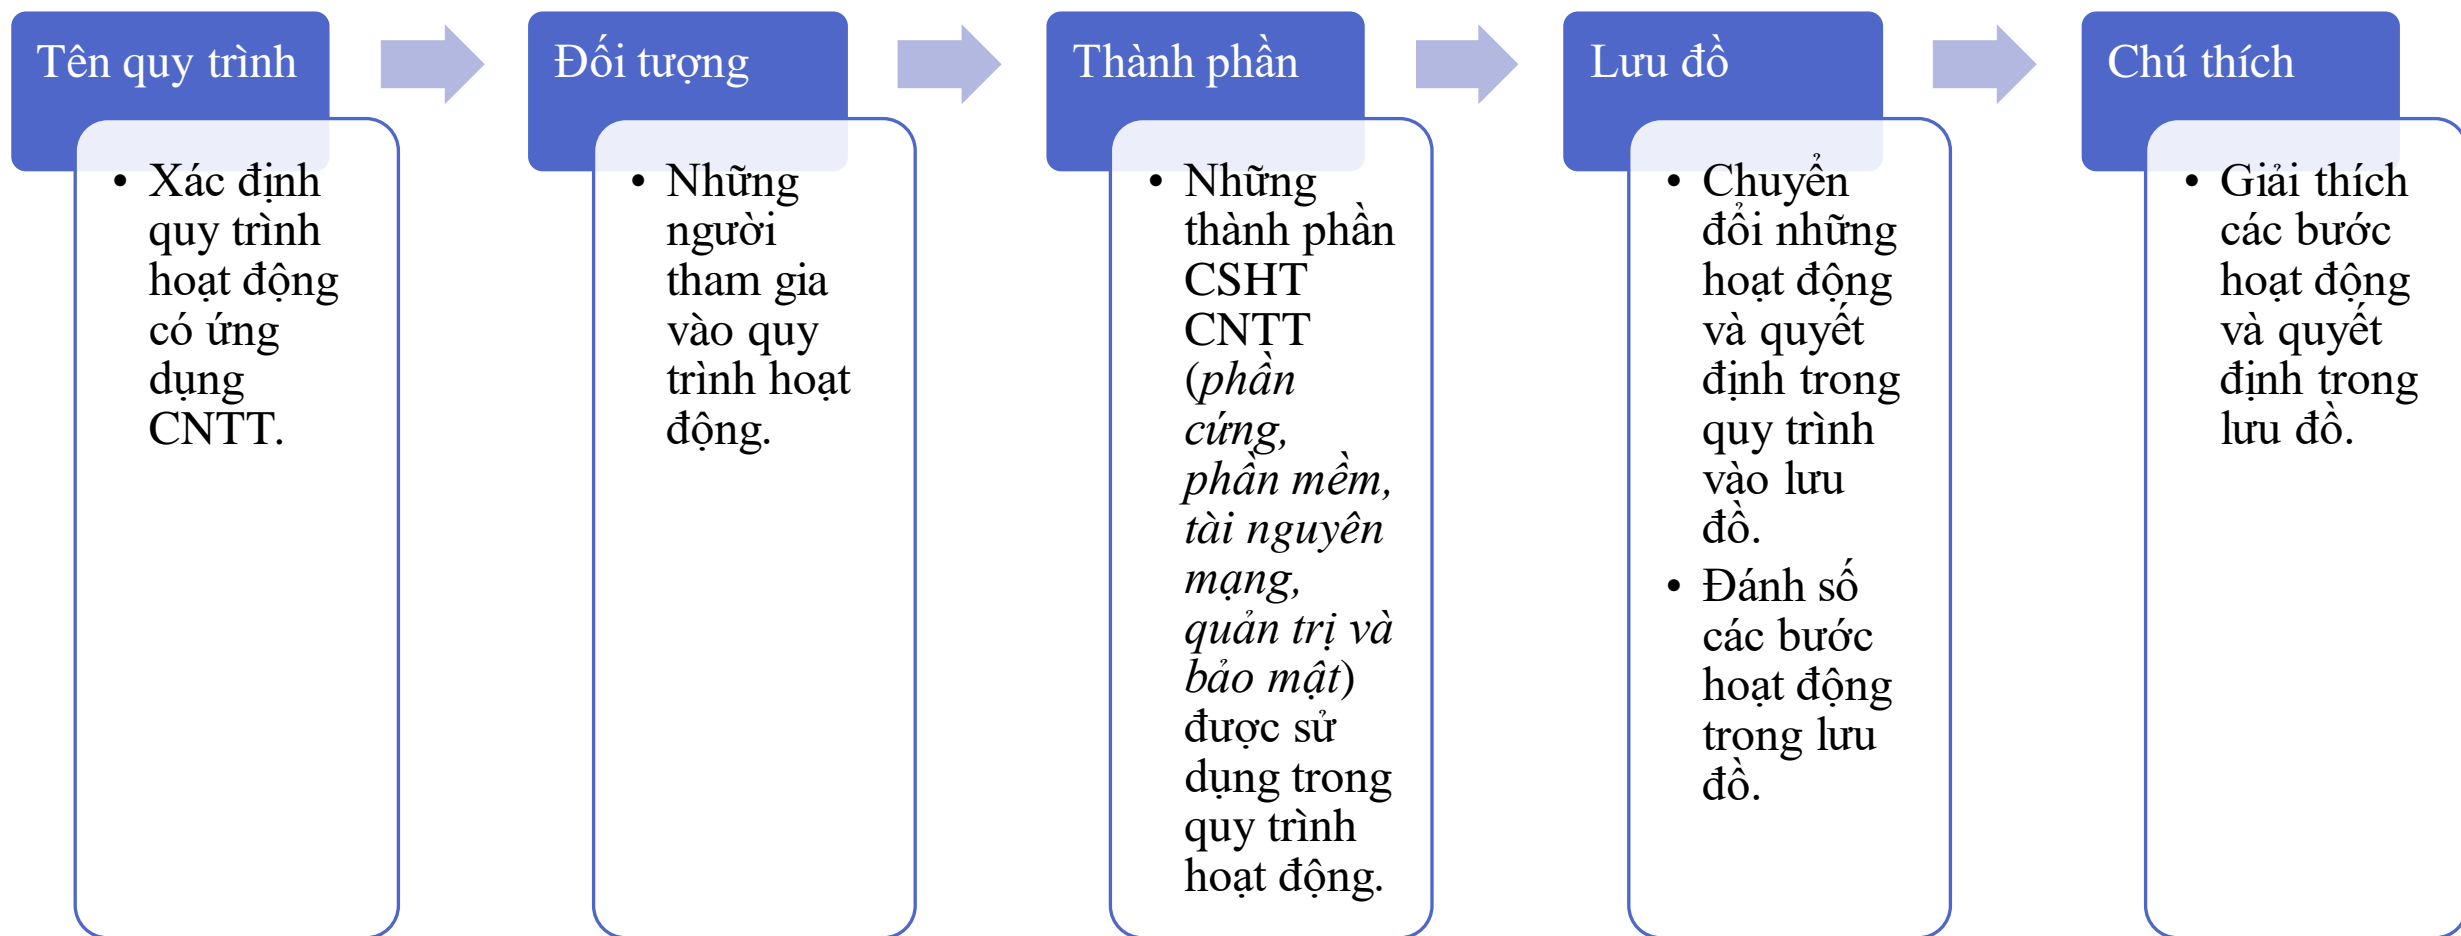 Tên quy trình
• Xác định
quy trình
hoạt động
có ứng
dụng
CNTT.
Đối tượng
• Những
người
tham gia
vào quy
trình hoạt
động.
Thành phần
• Những
thành phần
CSHT
CNTT
(phần
cứng,
phần mềm,
tài nguyên
mạng,
quản trị và
bảo mật)
được sử
dụng trong
quy trình
hoạt động.
Lưu đồ
• Chuyển
đổi những
hoạt động
và quyết
định trong
quy trình
vào lưu
đồ.
• Đánh số
các bước
hoạt động
trong lưu
đồ.
Chú thích
• Giải thích
các bước
hoạt động
và quyết
định trong
lưu đồ.